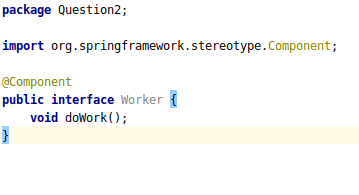 package Question2;
import org.springframework.stereotype.Component;
@Component
public interface Worker {
void doWork();
}